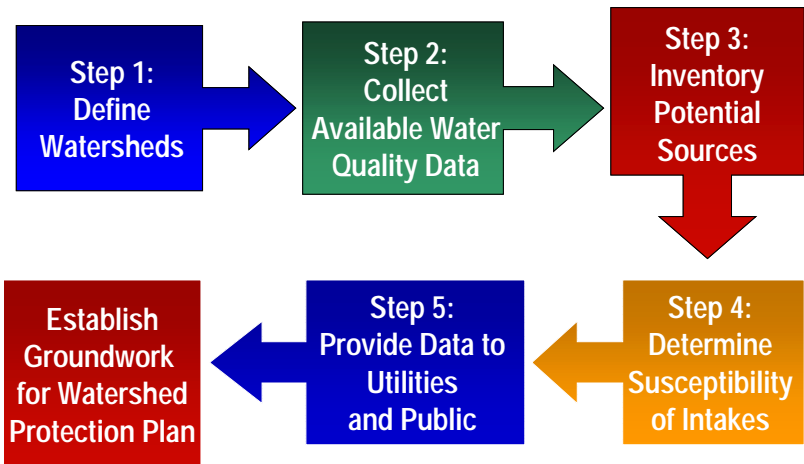 Step 1:
Define
Watersheds
Step 2:
Collect
Available Water
Quality Data
Step 3:
Inventory
Potential
Sources
Step 4:
Determine
Susceptibility
of Intakes
Step 5:
Provide Data to
Utilities
and Public
Establish
Groundwork
for Watershed
Protection Plan